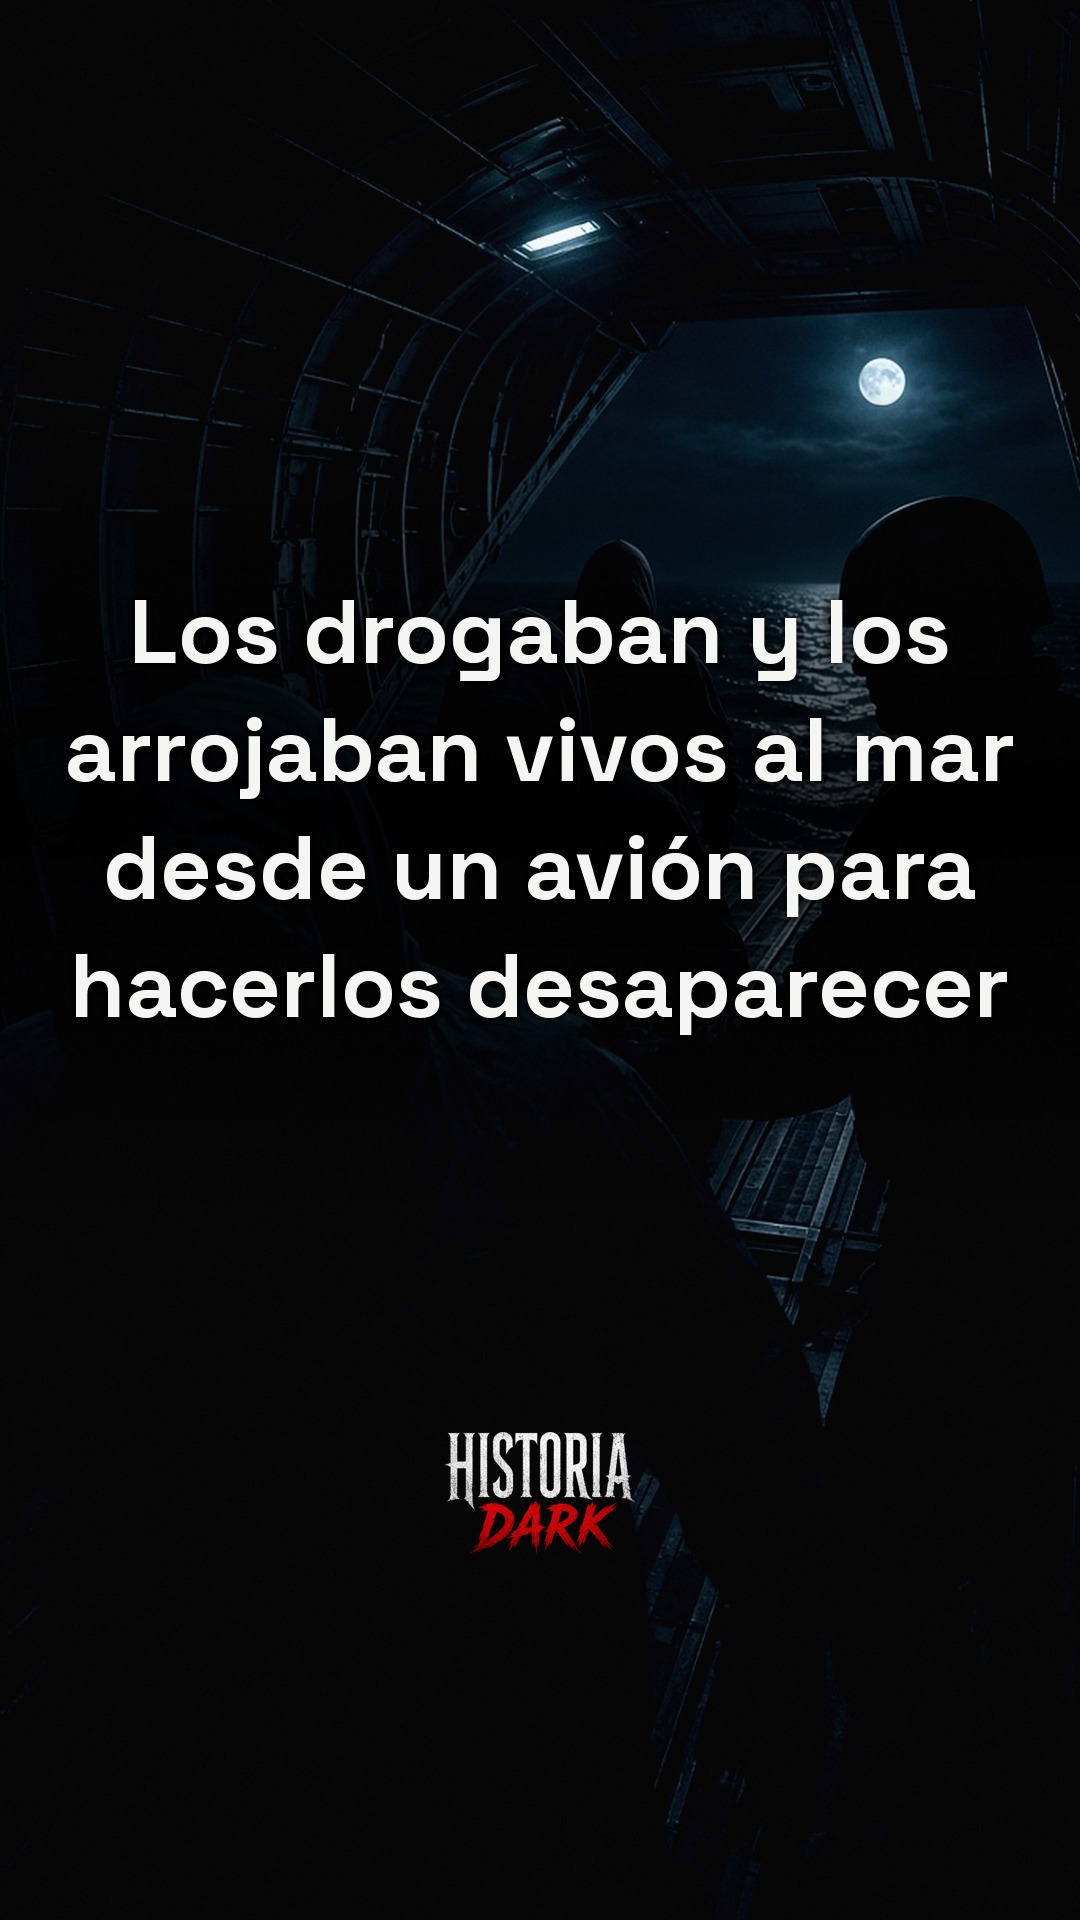 Los drogaban y los
arrojaban vivos al mar
desde un avión para
hacerlos desaparecer
HISTORIA
DARK